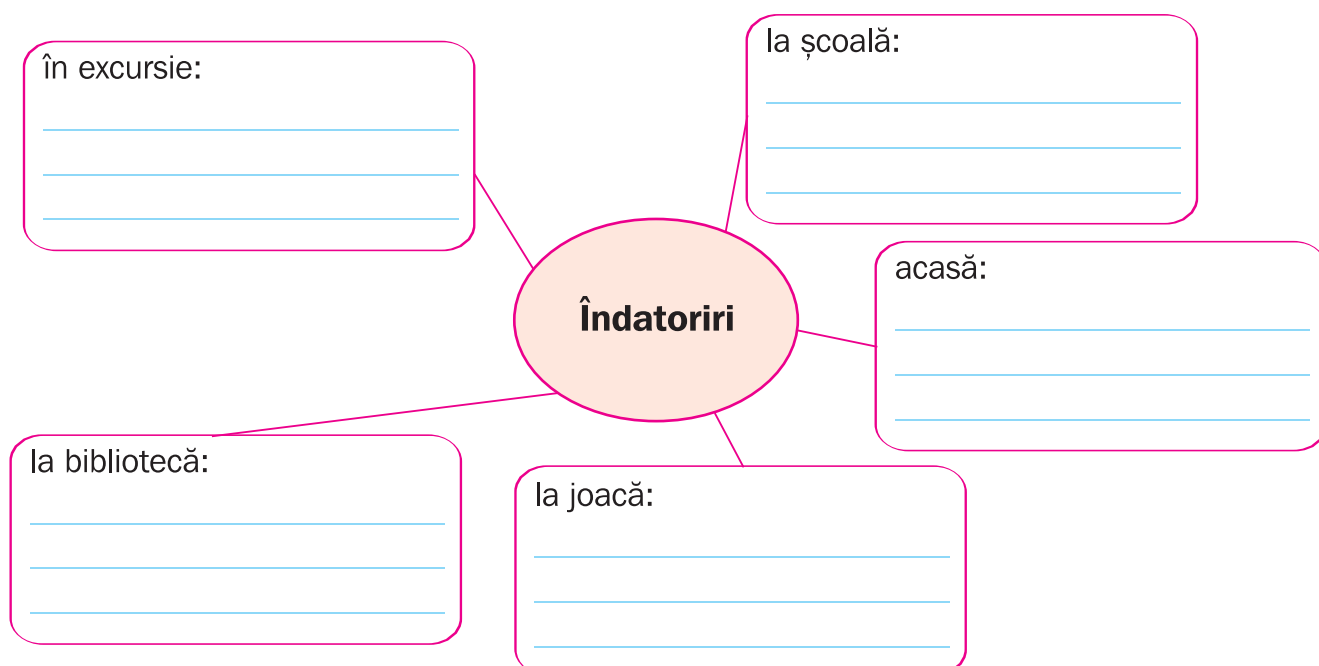 în excursie:
la școală:
acasă:
Îndatoriri
la bibliotecă:
la joacă: